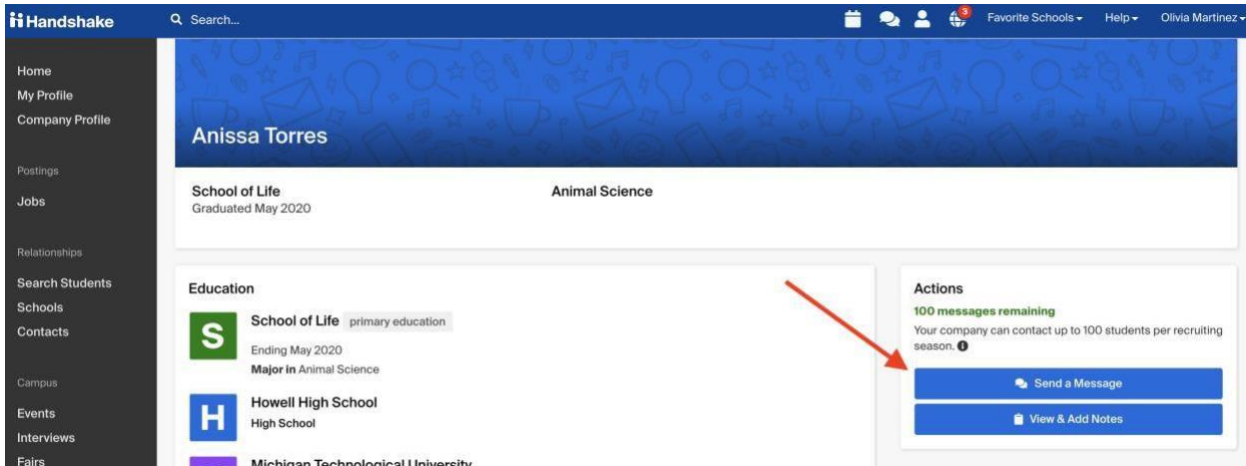 Handshake
Search...
3
Favorite Schools
Help
Olivia Martinez
Home
My Profile
Company Profile
Postings
Jobs
Relationships
Search Students
Schools
Contacts
Campus
Events
Interviews
Fairs
Anissa Torres
School of Life
Graduated May 2020
Animal Science
Education
S
School of Life primary education
Ending May 2020
Major in Animal Science
H
Howell High School
High School
Michigan Technological University
Actions
100 messages remaining
Your company can contact up to 100 students per recruiting
season.
Send a Message
View & Add Notes